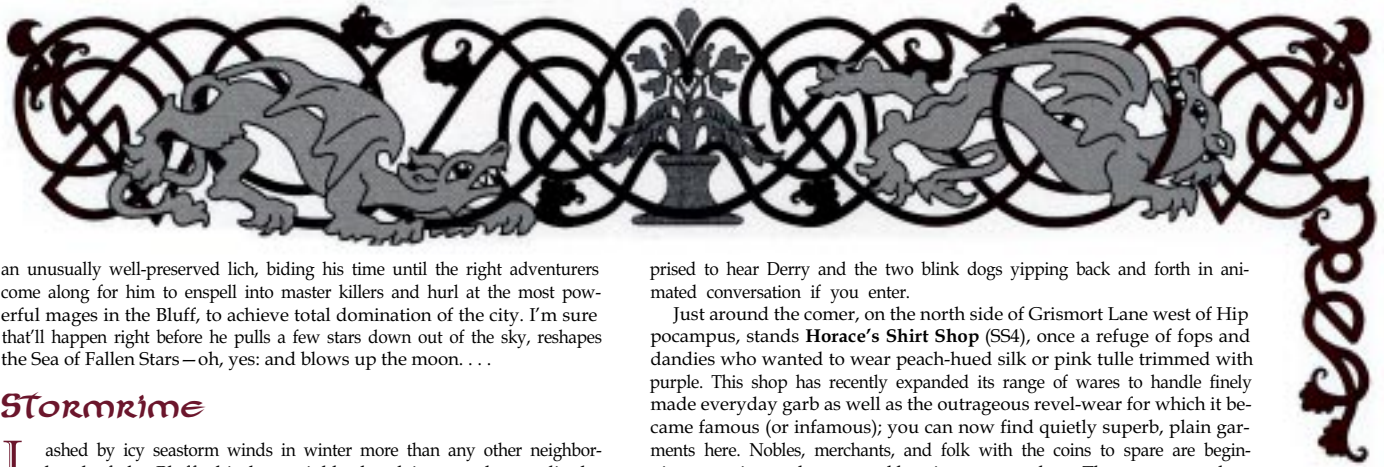 an unusually well-preserved lich, biding his time until the right adventurers
come along for him to enspell into master killers and hurl at the most pow-
erful mages in the Bluff, to achieve total domination of the city. I'm sure
that'll happen right before he pulls a few stars down out of the sky, reshapes
the Sea of Fallen Stars—oh, yes: and blows up the moon. . . .
Stormrime
Lashed by icy seastorm winds in winter more than any other neighbor-
prised to hear Derry and the two blink dogs yipping back and forth in ani-
mated conversation if you enter.
Just around the comer, on the north side of Grismort Lane west of Hip
pocampus, stands Horace's Shirt Shop (SS4), once a refuge of fops and
dandies who wanted to wear peach-hued silk or pink tulle trimmed with
purple. This shop has recently expanded its range of wares to handle finely
made everyday garb as well as the outrageous revel-wear for which it be-
came famous (or infamous); you can now find quietly superb, plain gar-
ments here. Nobles, merchants, and folk with the coins to spare are begin-